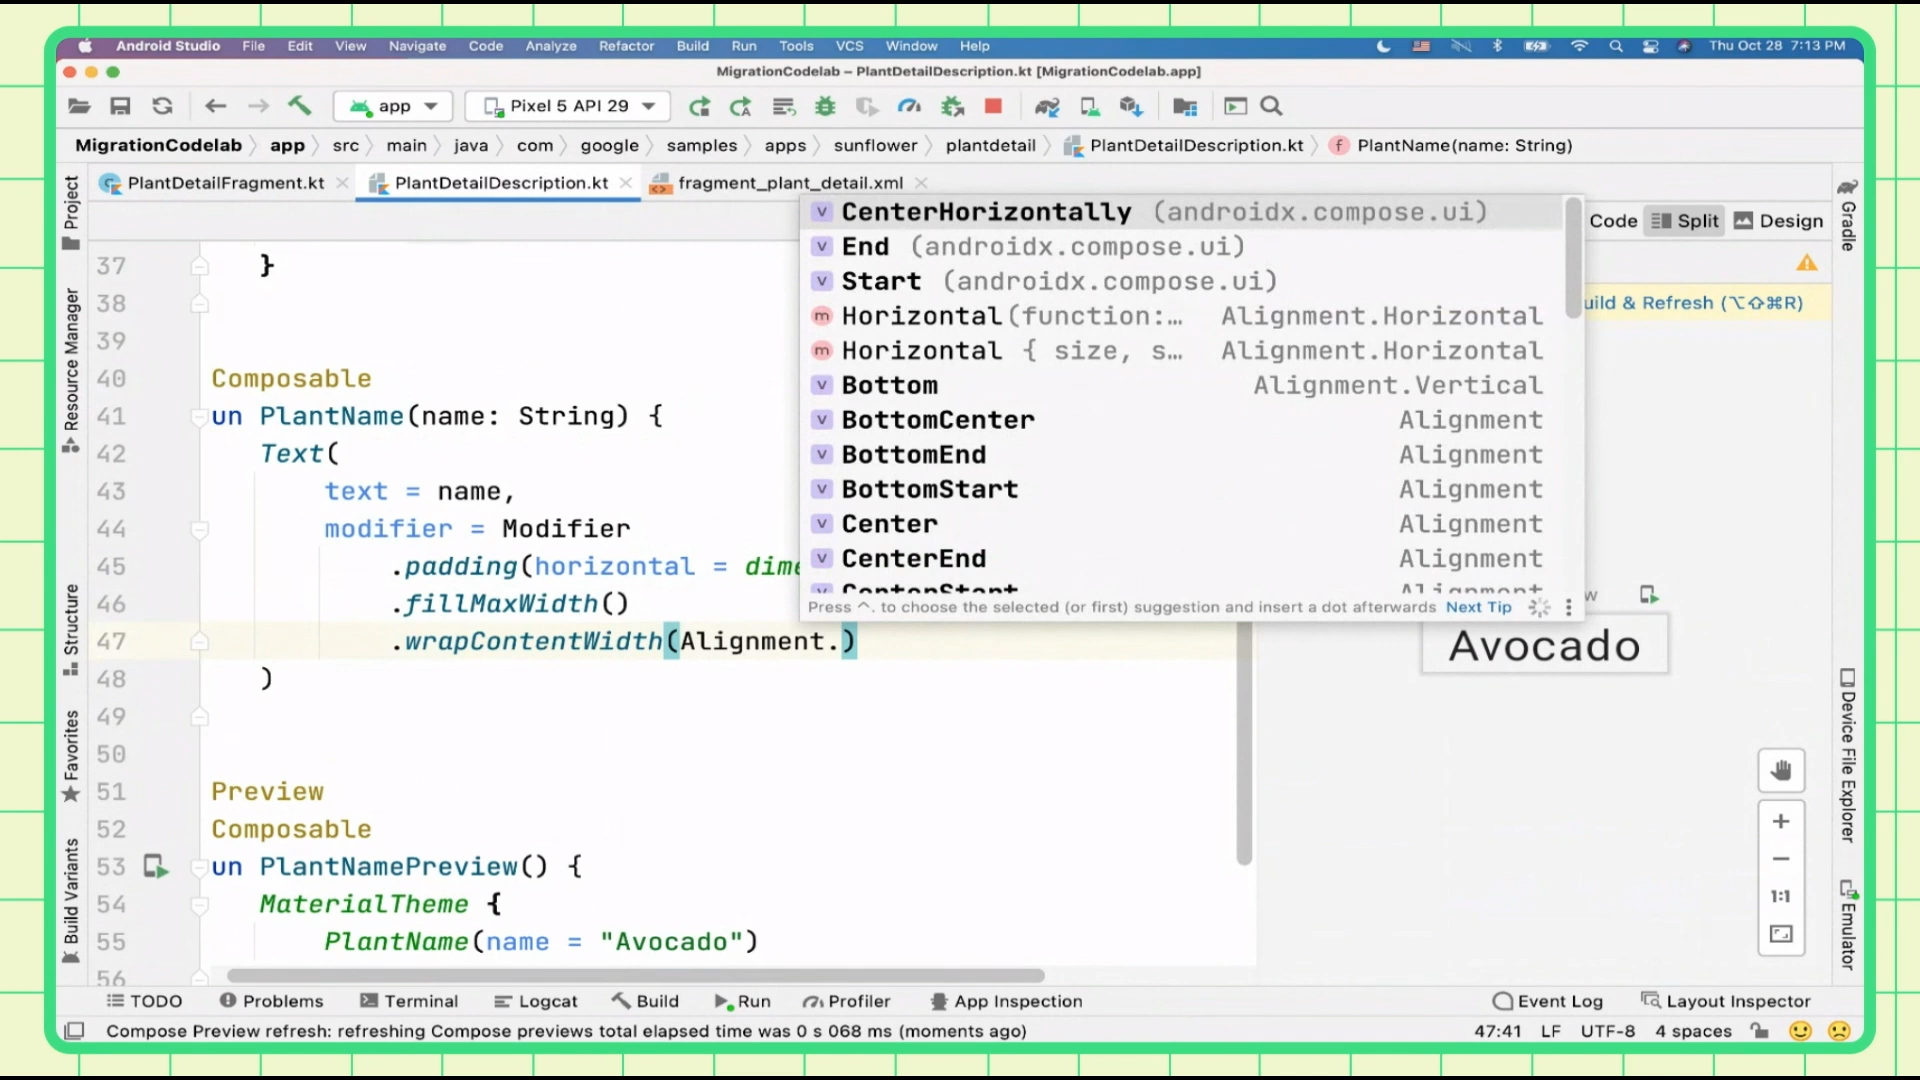 Android Studio File Edit View Navigate Code Analyze Refactor Build Run Tools VCS Window Help Thu Oct 28 7:13 PM
MigrationCodelab – PlantDetailDescription.kt [MigrationCodelab.app]
app Pixel 5 API 29
MigrationCodelab app src main java com google samples apps sunflower plantdetail PlantDetailDescription.kt f PlantName(name: String)
PlantDetailFragment.kt PlantDetailDescription.kt fragment_plant_detail.xml
Code Split Design
uild & Refresh (⌥⇧⌘R)
v CenterHorizontally (androidx.compose.ui)
v End (androidx.compose.ui)
v Start (androidx.compose.ui)
m Horizontal(function:… Alignment.Horizontal
m Horizontal { size, s… Alignment.Horizontal
v Bottom Alignment.Vertical
v BottomCenter Alignment
v BottomEnd Alignment
v BottomStart Alignment
v Center Alignment
v CenterEnd Alignment
v CenterStart Alignment
Press ^. to choose the selected (or first) suggestion and insert a dot afterwards Next Tip
37 }
38
39
40 Composable
41 un PlantName(name: String) {
42 Text(
43 text = name,
44 modifier = Modifier
45 .padding(horizontal = dime
46 .fillMaxWidth()
47 .wrapContentWidth(Alignment.)
48 )
49
50
51 Preview
52 Composable
53 un PlantNamePreview() {
54 MaterialTheme {
55 PlantName(name = "Avocado")
56
w
Avocado
+
−
1:1
Project
Resource Manager
Structure
Favorites
Build Variants
Gradle
Device File Explorer
Emulator
TODO Problems Terminal Logcat Build Run Profiler App Inspection Event Log Layout Inspector
Compose Preview refresh: refreshing Compose previews total elapsed time was 0 s 068 ms (moments ago) 47:41 LF UTF-8 4 spaces